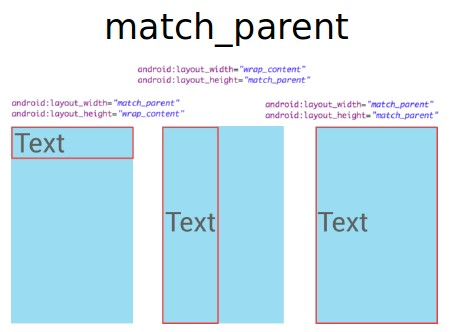 match_parent
android:layout_width="wrap_content"
android:layout_height="match_parent"
android:layout_width="match_parent"
android:layout_height="wrap_content"
android:layout_width="match_parent"
android:layout_height="match_parent"
Text
Text
Text